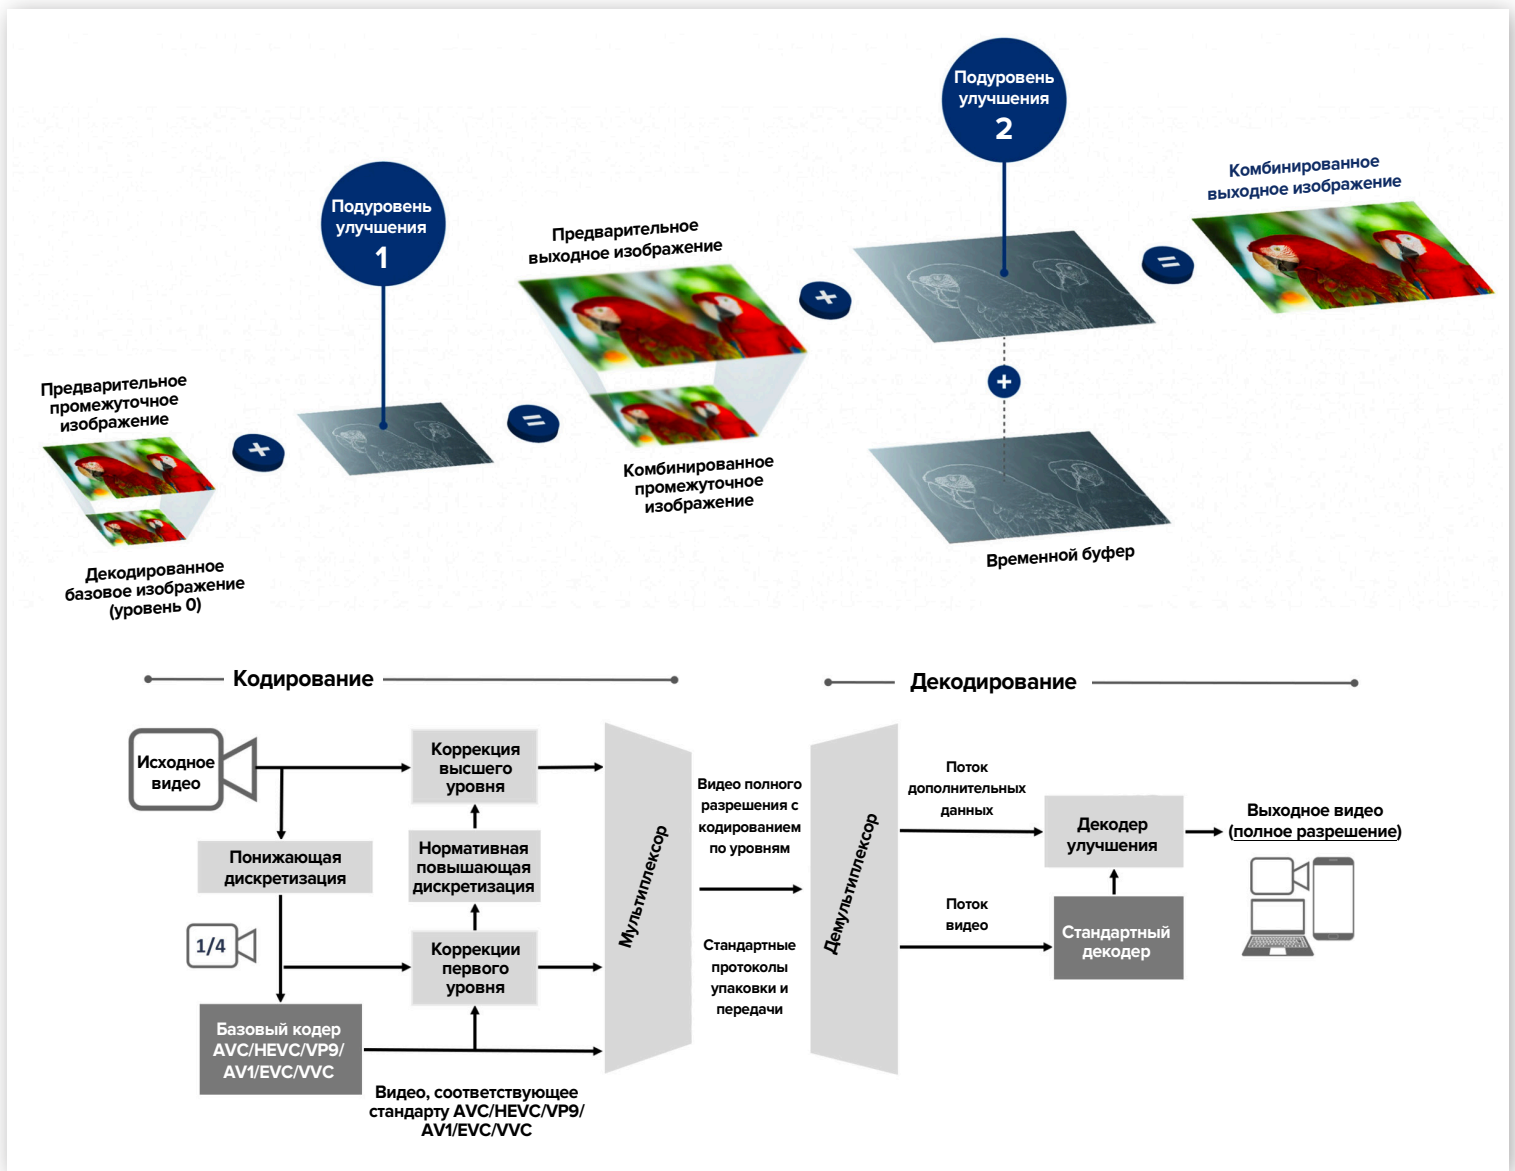 Подуровень
улучшения
2
Комбинированное
выходное изображение
Подуровень
улучшения
1
Предварительное
выходное изображение
+
=
Предварительное
промежуточное
изображение
+
=
+
Комбинированное
промежуточное
изображение
Временной буфер
Декодированное
базовое изображение
(уровень 0)
Кодирование
Декодирование
Исходное
видео
Коррекция
высшего
уровня
Понижающая
дискретизация
Нормативная
повышающая
дискретизация
1/4
Коррекции
первого
уровня
Базовый кодер
AVC/HEVC/VP9/
AV1/EVC/VVC
Видео, соответствующее
стандарту AVC/HEVC/VP9/
AV1/EVC/VVC
Мультиплексор
Видео полного
разрешения с
кодированием
по уровням
Стандартные
протоколы
упаковки и
передачи
Демультиплексор
Поток
дополнительных
данных
Поток
видео
Декодер
улучшения
Стандартный
декодер
Выходное видео
(полное разрешение)